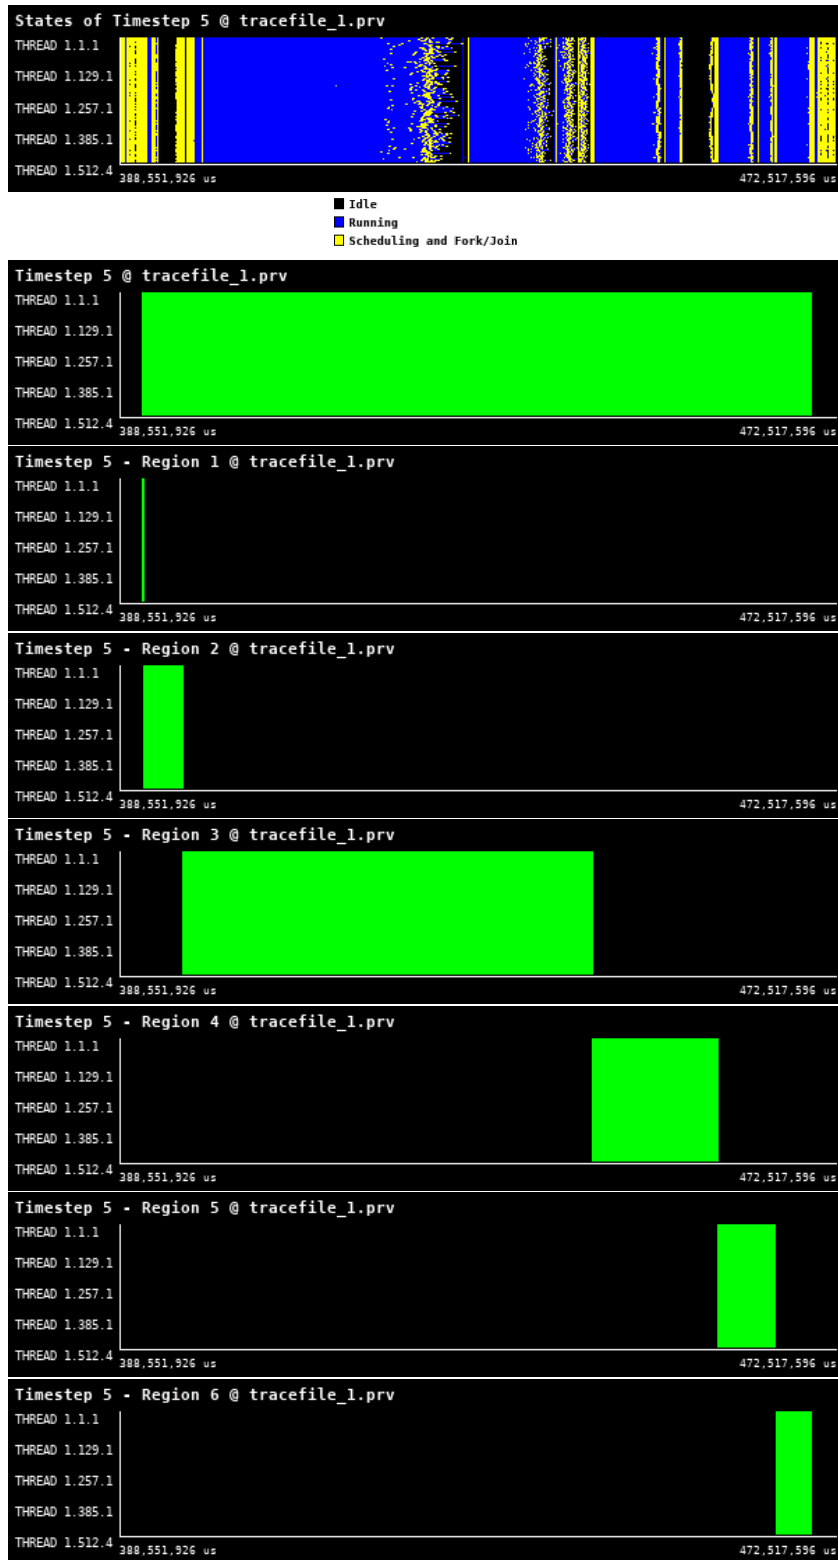 States of Timestep 5 @ tracefile_1.prv
THREAD 1.1.1
THREAD 1.129.1
THREAD 1.257.1
THREAD 1.385.1
THREAD 1.512.4
388,551,926 us 472,517,596 us
Idle
Running
Scheduling and Fork/Join
Timestep 5 @ tracefile_1.prv
THREAD 1.1.1
THREAD 1.129.1
THREAD 1.257.1
THREAD 1.385.1
THREAD 1.512.4
388,551,926 us 472,517,596 us
Timestep 5 - Region 1 @ tracefile_1.prv
THREAD 1.1.1
THREAD 1.129.1
THREAD 1.257.1
THREAD 1.385.1
THREAD 1.512.4
388,551,926 us 472,517,596 us
Timestep 5 - Region 2 @ tracefile_1.prv
THREAD 1.1.1
THREAD 1.129.1
THREAD 1.257.1
THREAD 1.385.1
THREAD 1.512.4
388,551,926 us 472,517,596 us
Timestep 5 - Region 3 @ tracefile_1.prv
THREAD 1.1.1
THREAD 1.129.1
THREAD 1.257.1
THREAD 1.385.1
THREAD 1.512.4
388,551,926 us 472,517,596 us
Timestep 5 - Region 4 @ tracefile_1.prv
THREAD 1.1.1
THREAD 1.129.1
THREAD 1.257.1
THREAD 1.385.1
THREAD 1.512.4
388,551,926 us 472,517,596 us
Timestep 5 - Region 5 @ tracefile_1.prv
THREAD 1.1.1
THREAD 1.129.1
THREAD 1.257.1
THREAD 1.385.1
THREAD 1.512.4
388,551,926 us 472,517,596 us
Timestep 5 - Region 6 @ tracefile_1.prv
THREAD 1.1.1
THREAD 1.129.1
THREAD 1.257.1
THREAD 1.385.1
THREAD 1.512.4
388,551,926 us 472,517,596 us